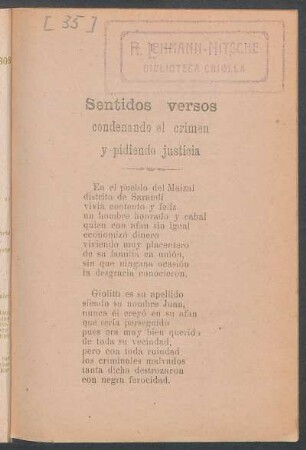 [35]
R. LEHMANN-NITSCHE
BIBLIOTECA CRIOLLA
Sentidos versos
condenando el crimen
y pidiendo justicia
En el pueblo del Maizal
distrito de Sarandí
vivía contento y feliz
un hombre honrado y cabal
quien con afan sin igual
economizó dinero
viviendo muy placentero
de su familia en unión,
sin que ninguna ocasión
la desgracia conocieron.
Giolitti es su apellido
siendo su nombre Juan,
nunca él creyó en su afán
que sería perseguido
pues era muy bien querido
de toda su vecindad,
pero con toda ruindad
los criminales malvados
tanta dicha destrozaron
con negra ferocidad.